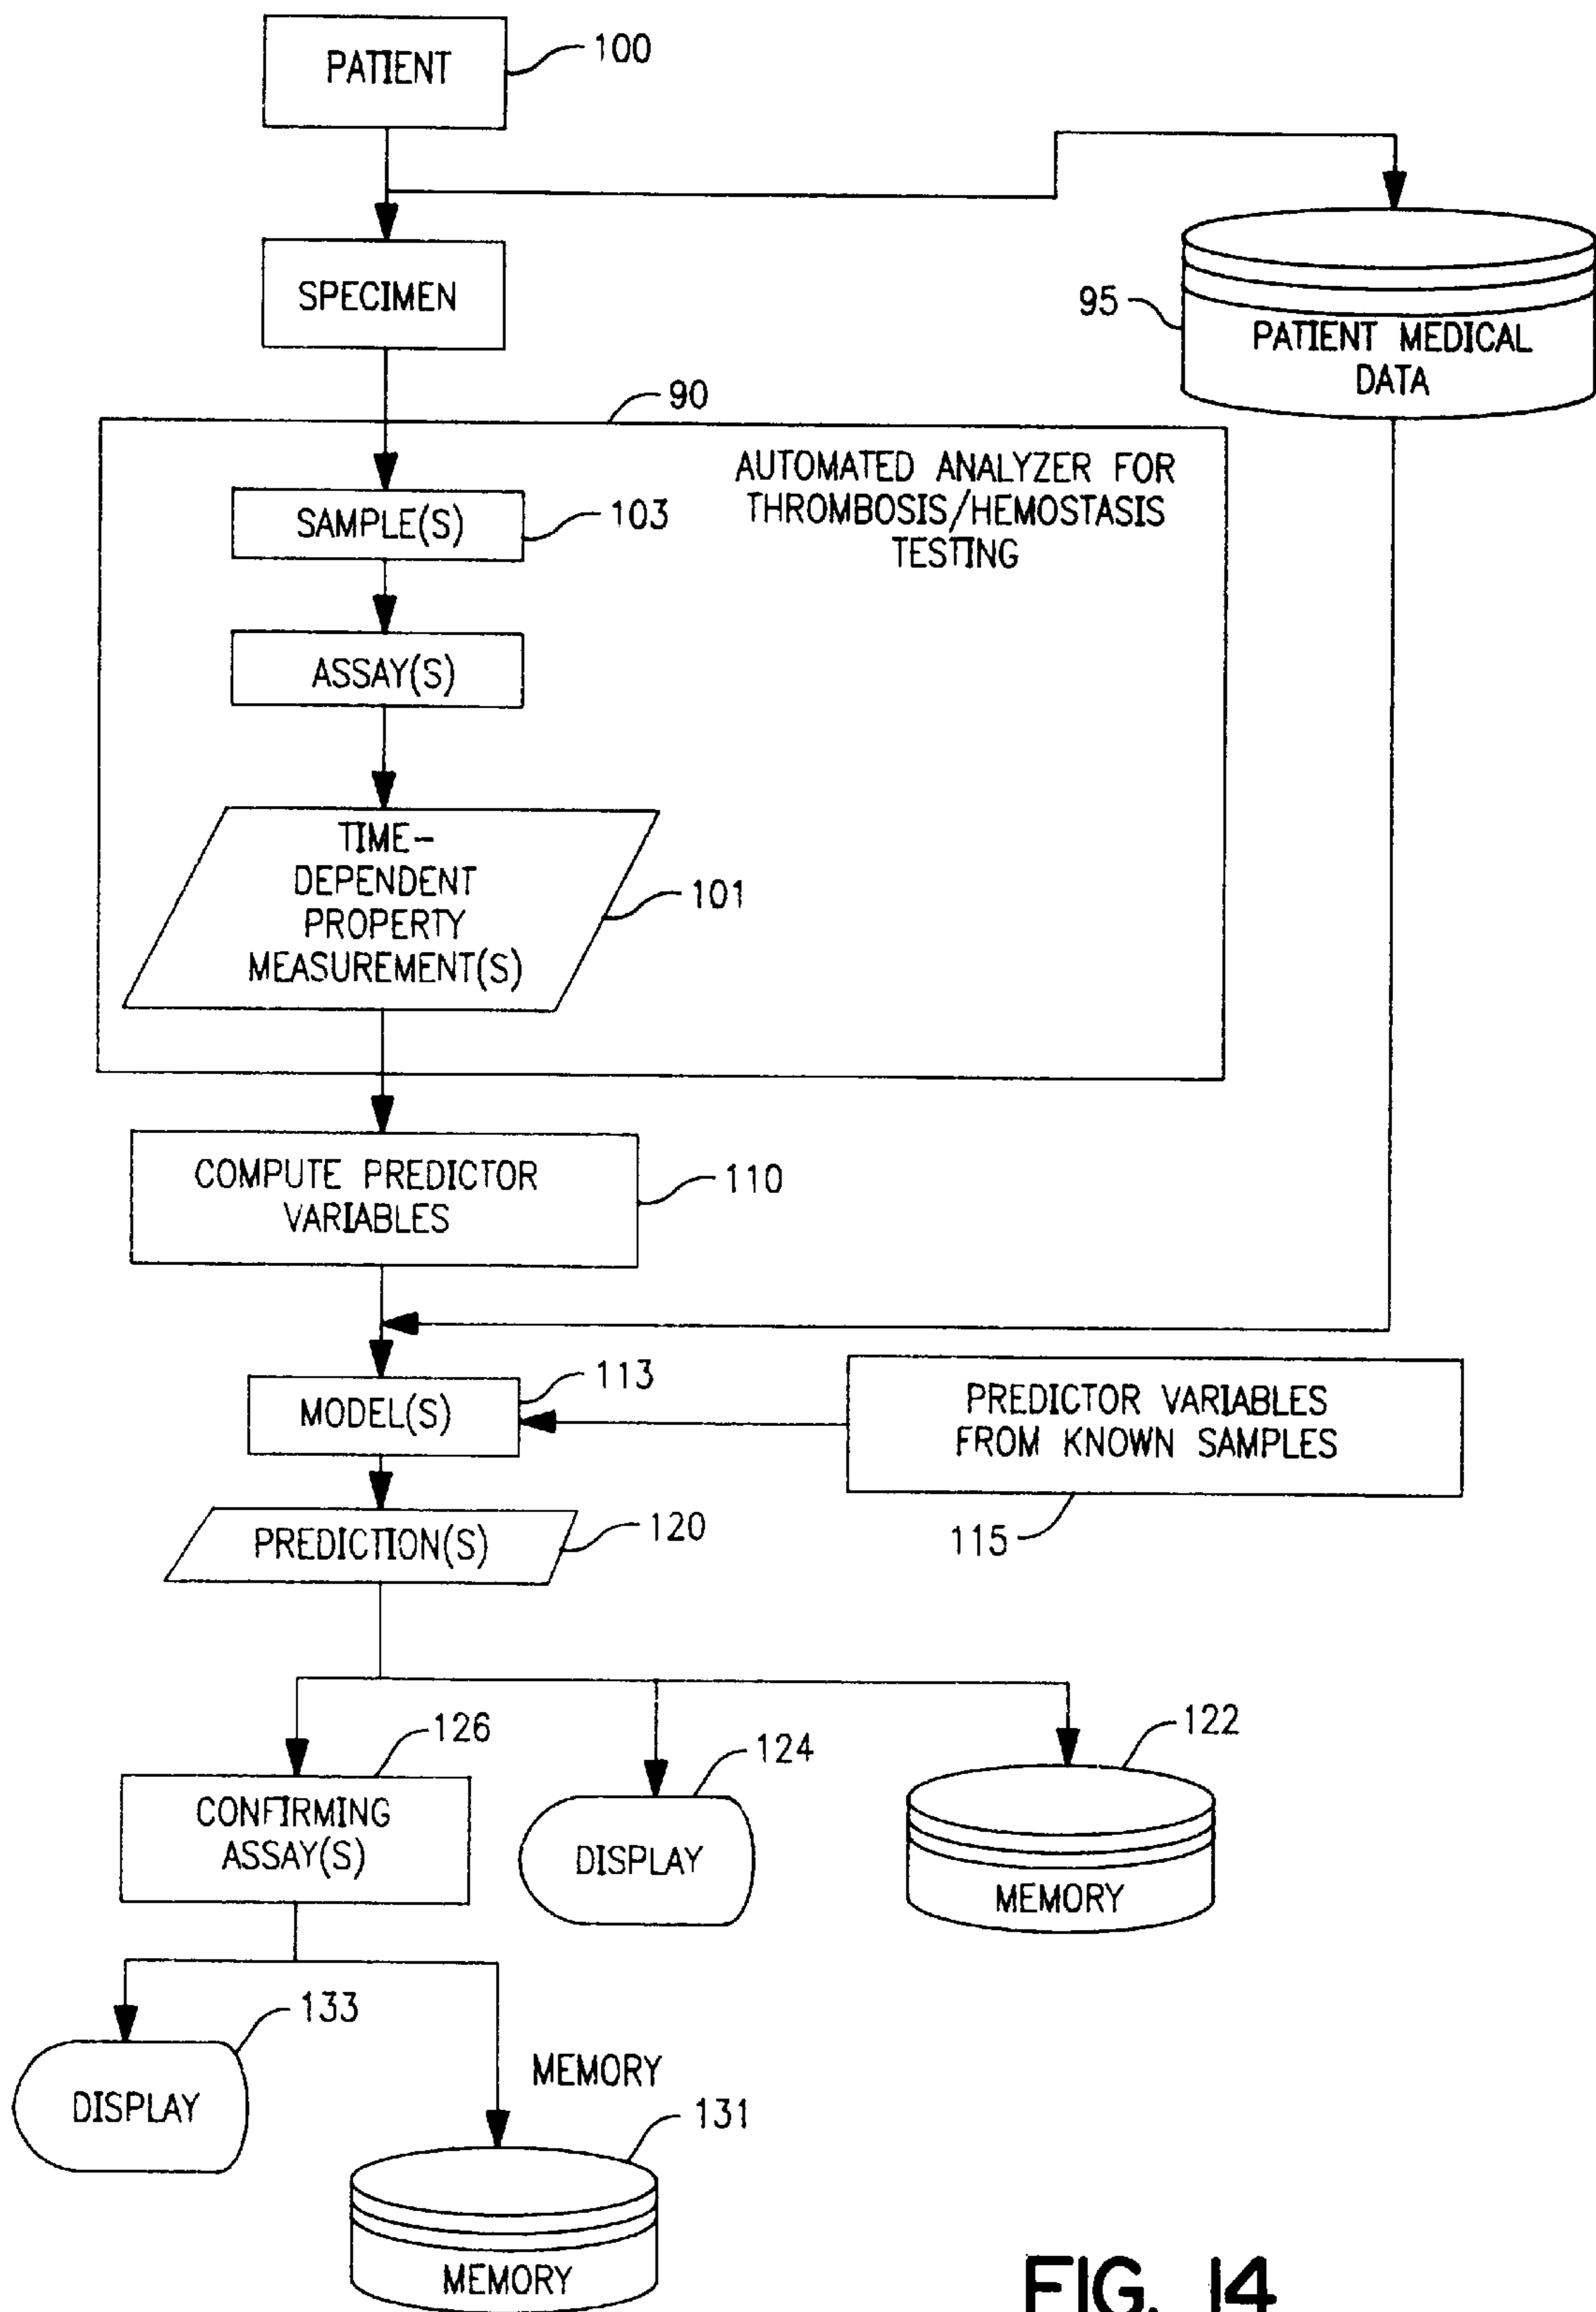 PATIENT
100
SPECIMEN
95
PATIENT MEDICAL
DATA
90
AUTOMATED ANALYZER FOR
THROMBOSIS/HEMOSTASIS
TESTING
SAMPLE(S)
103
ASSAY(S)
TIME-
DEPENDENT
PROPERTY
MEASUREMENT(S)
101
COMPUTE PREDICTOR
VARIABLES
110
MODEL(S)
113
PREDICTOR VARIABLES
FROM KNOWN SAMPLES
115
PREDICTION(S)
120
126
CONFIRMING
ASSAY(S)
124
DISPLAY
122
MEMORY
133
DISPLAY
MEMORY
131
MEMORY
FIG. 14